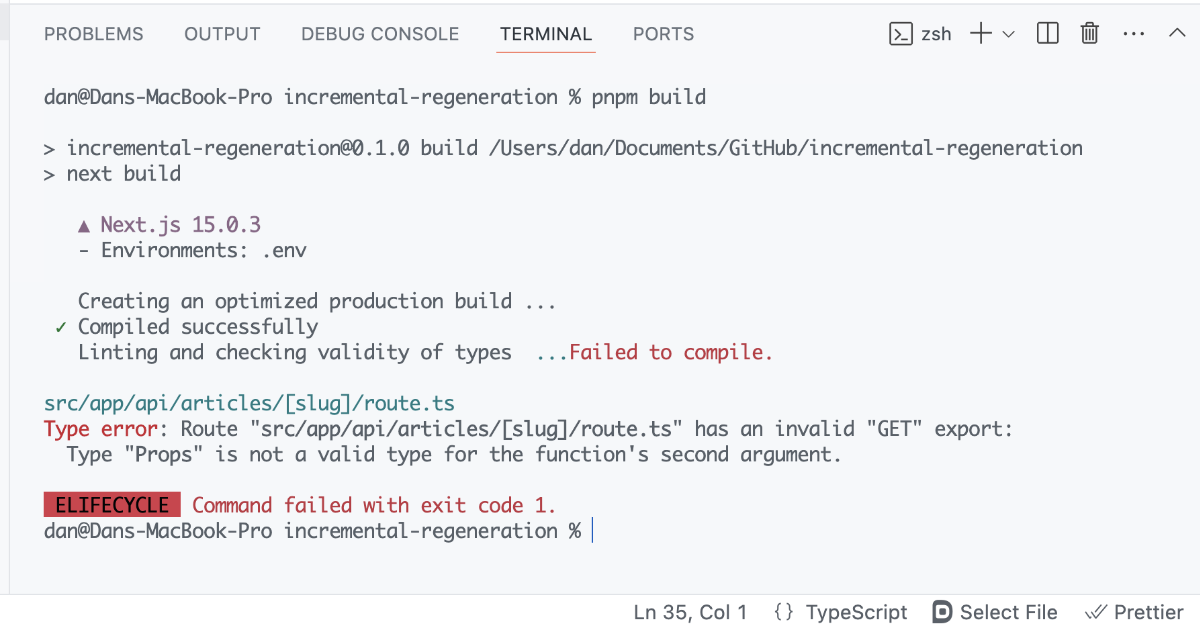 PROBLEMS OUTPUT DEBUG CONSOLE TERMINAL PORTS zsh
dan@Dans-MacBook-Pro incremental-regeneration % pnpm build
> incremental-regeneration@0.1.0 build /Users/dan/Documents/GitHub/incremental-regeneration
> next build
▲ Next.js 15.0.3
- Environments: .env
Creating an optimized production build ...
✓ Compiled successfully
Linting and checking validity of types ...Failed to compile.
src/app/api/articles/[slug]/route.ts
Type error: Route "src/app/api/articles/[slug]/route.ts" has an invalid "GET" export:
Type "Props" is not a valid type for the function's second argument.
ELIFECYCLE Command failed with exit code 1.
dan@Dans-MacBook-Pro incremental-regeneration %
Ln 35, Col 1 {} TypeScript Select File Prettier